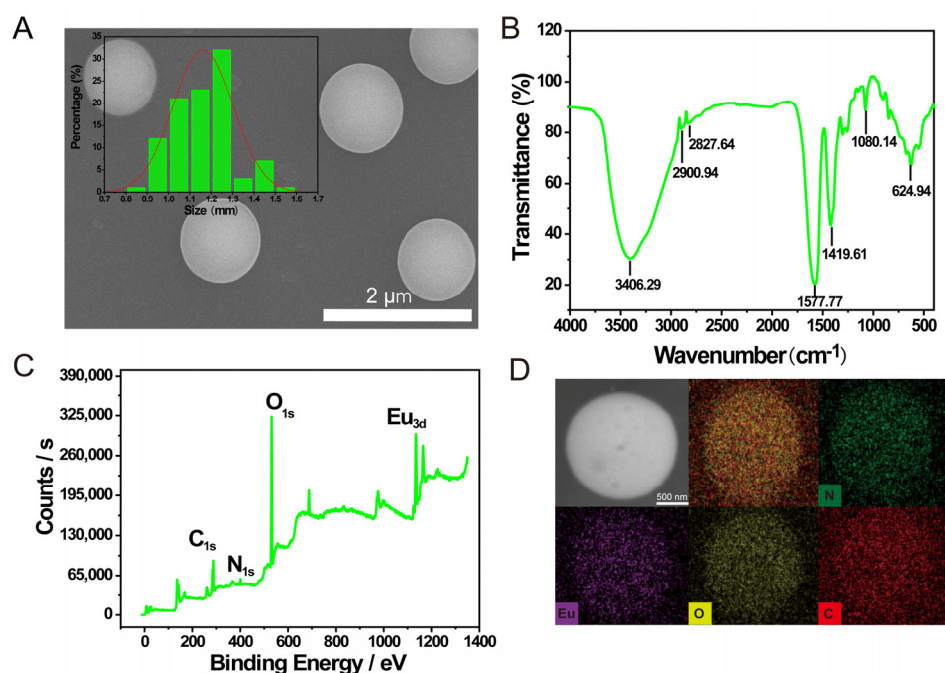 A
Percentage (%)
35
30
25
20
15
10
5
0
0.7 0.8 0.9 1.0 1.1 1.2 1.3 1.4 1.5 1.6 1.7
Size (mm)
2 μm
B
Transmittance (%)
120
100
80
60
40
20
3406.29
2900.94
2827.64
1577.77
1419.61
1080.14
624.94
4000 3500 3000 2500 2000 1500 1000 500
Wavenumber (cm-1)
C
Counts / s
390,000
325,000
260,000
195,000
130,000
65,000
0
C1s
N1s
O1s
Eu3d
0 200 400 600 800 1000 1200 1400
Binding Energy / eV
D
500 nm
N
Eu
O
C